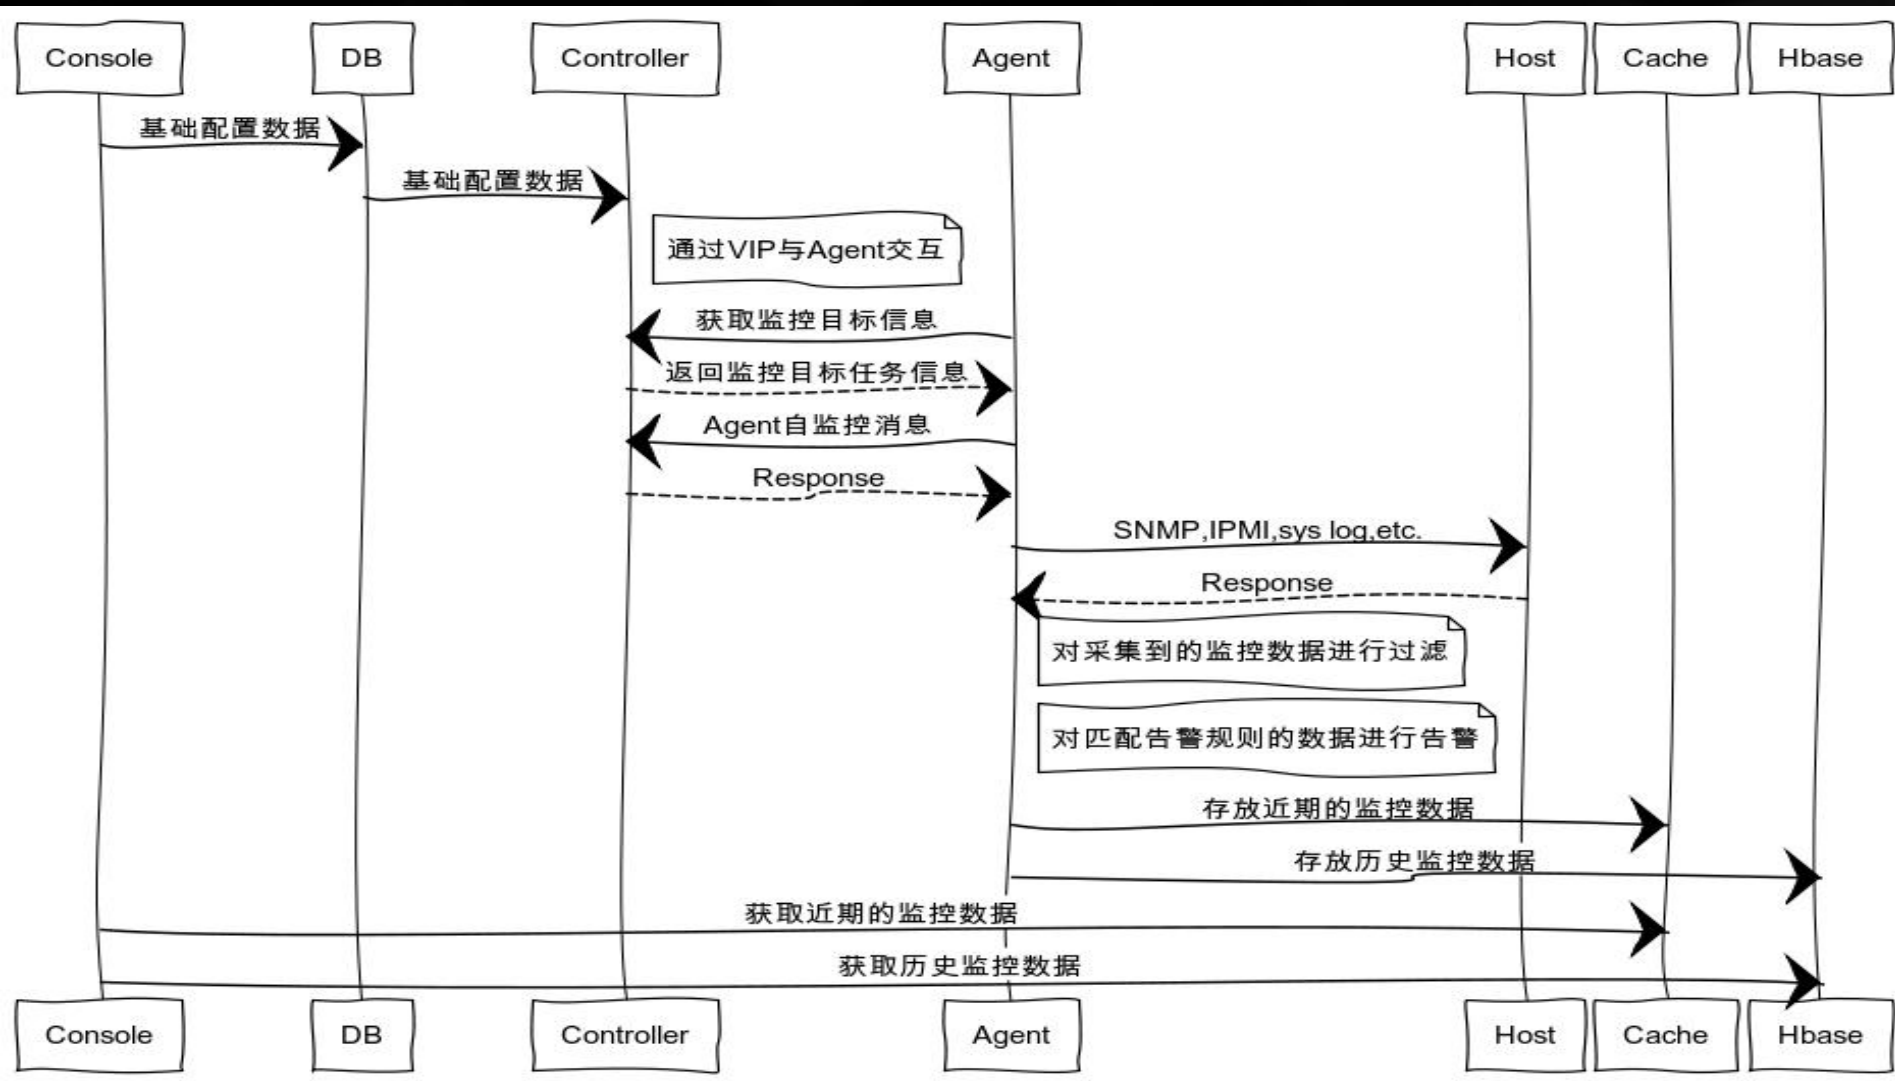 Console DB Controller Agent Host Cache Hbase
基础配置数据
基础配置数据
通过VIP与Agent交互
获取监控目标信息
返回监控目标任务信息
Agent自监控消息
Response
SNMP,IPMI,sys log,etc.
Response
对采集到的监控数据进行过滤
对匹配告警规则的数据进行告警
存放近期的监控数据
存放历史监控数据
获取近期的监控数据
获取历史监控数据
Console DB Controller Agent Host Cache Hbase